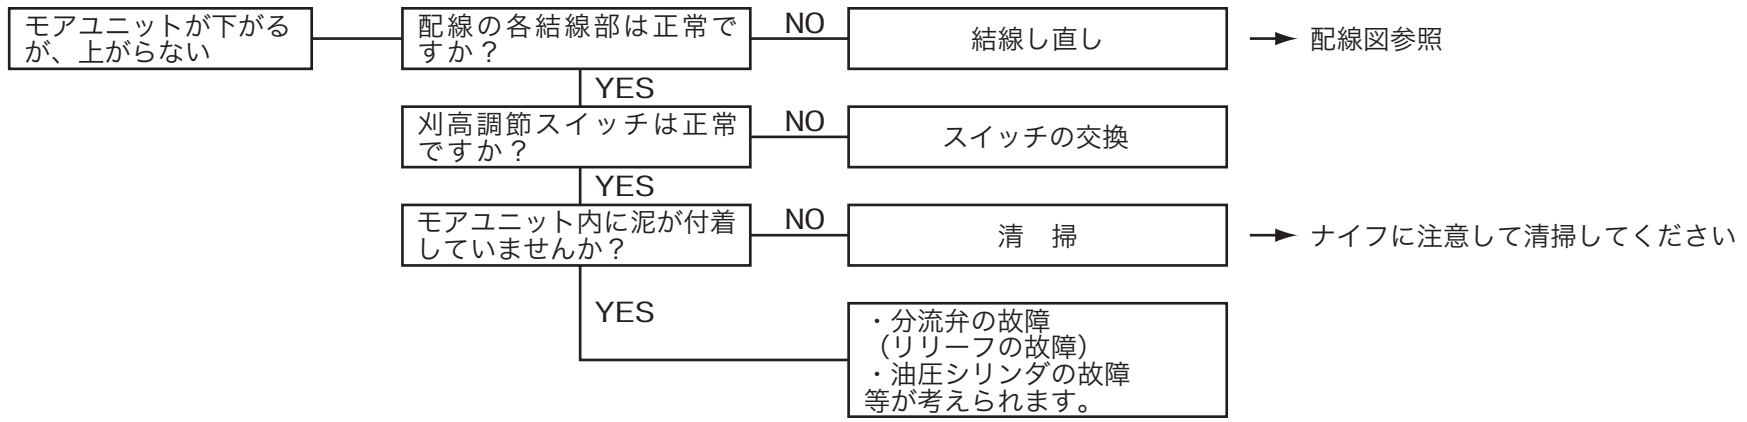 モアユニットが下がる
が、上がらない
配線の各結線部は正常で
すか？
NO
結線し直し
配線図参照
YES
刈高調節スイッチは正常
ですか？
NO
スイッチの交換
YES
モアユニット内に泥が付着
していませんか？
NO
清　掃
ナイフに注意して清掃してください
YES
・分流弁の故障
（リリーフの故障）
・油圧シリンダの故障
等が考えられます。